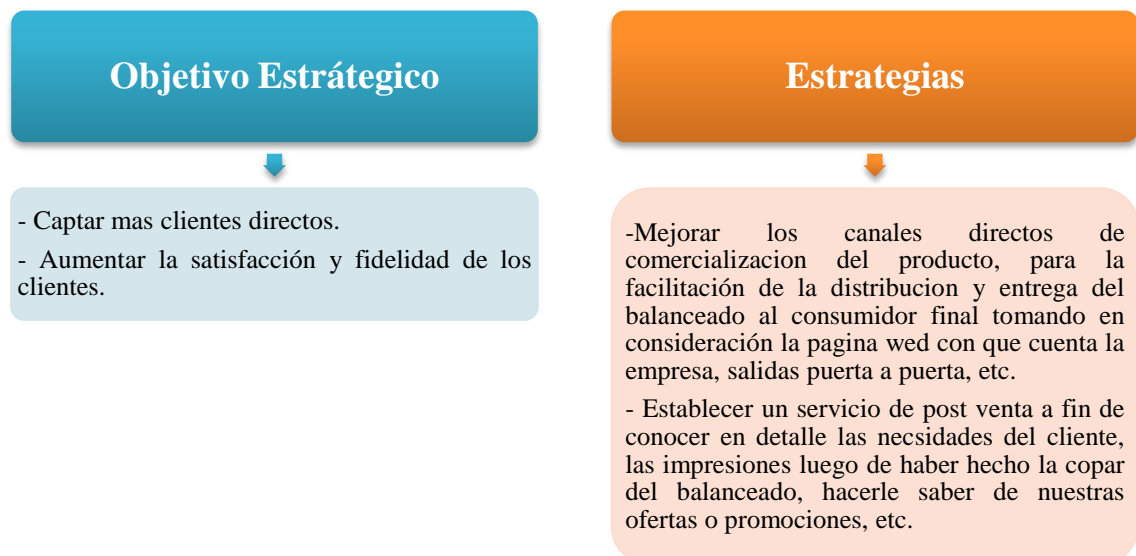 Objetivo Estrátegico
- Captar mas clientes directos.
- Aumentar la satisfacción y fidelidad de los
clientes.
Estrategias
-Mejorar los canales directos de
comercializacion del producto, para la
facilitación de la distribucion y entrega del
balanceado al consumidor final tomando en
consideración la pagina wed con que cuenta la
empresa, salidas puerta a puerta, etc.
- Establecer un servicio de post venta a fin de
conocer en detalle las necsidades del cliente,
las impresiones luego de haber hecho la copar
del balanceado, hacerle saber de nuestras
ofertas o promociones, etc.